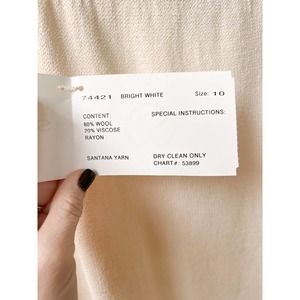 74421 BRIGHT WHITE Size: 10
CONTENT: SPECIAL INSTRUCTIONS:
80% WOOL
20% VISCOSE
RAYON
SANTANA YARN DRY CLEAN ONLY
CHART#: 53899